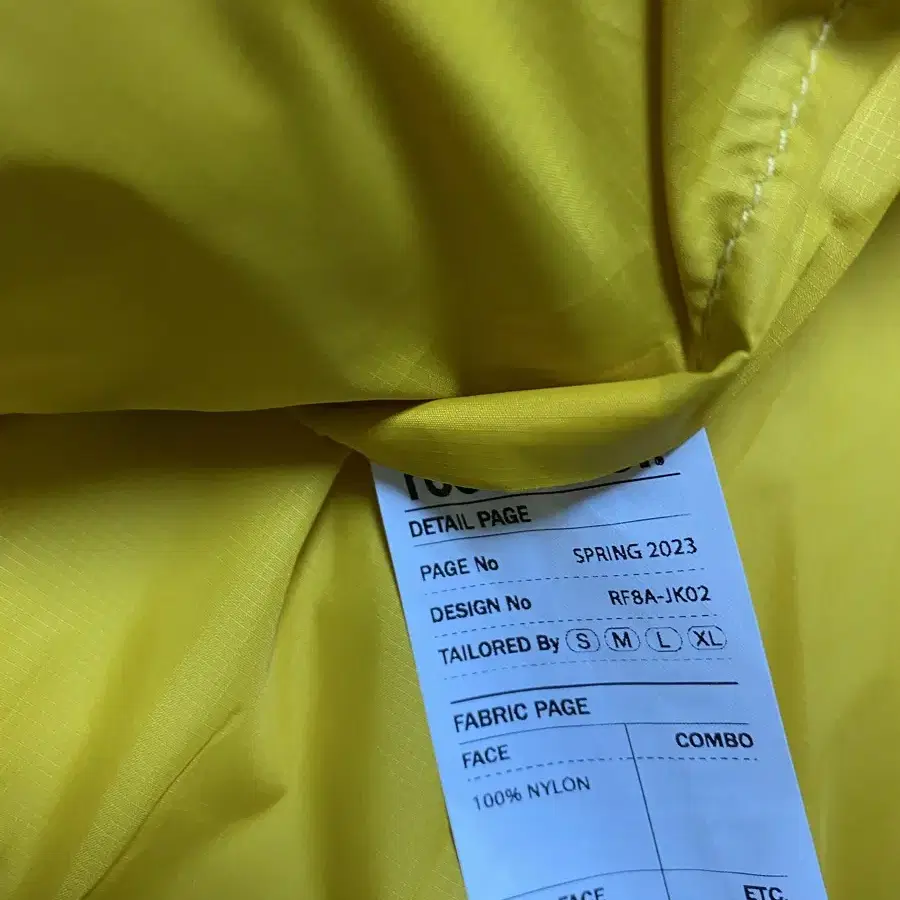 DETAIL PAGE
PAGE No SPRING 2023
DESIGN No RF8A-JK02
TAILORED By S M L XL
FABRIC PAGE
FACE COMBO
100% NYLON
FACE ETC.